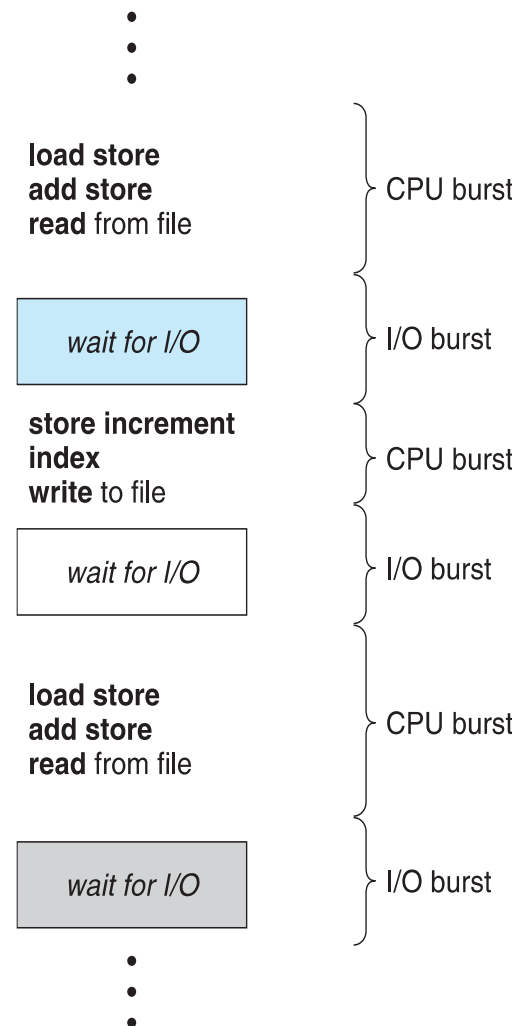 load store
add store
read from file
CPU burst
wait for I/O
I/O burst
store increment
index
write to file
CPU burst
wait for I/O
I/O burst
load store
add store
read from file
CPU burst
wait for I/O
I/O burst